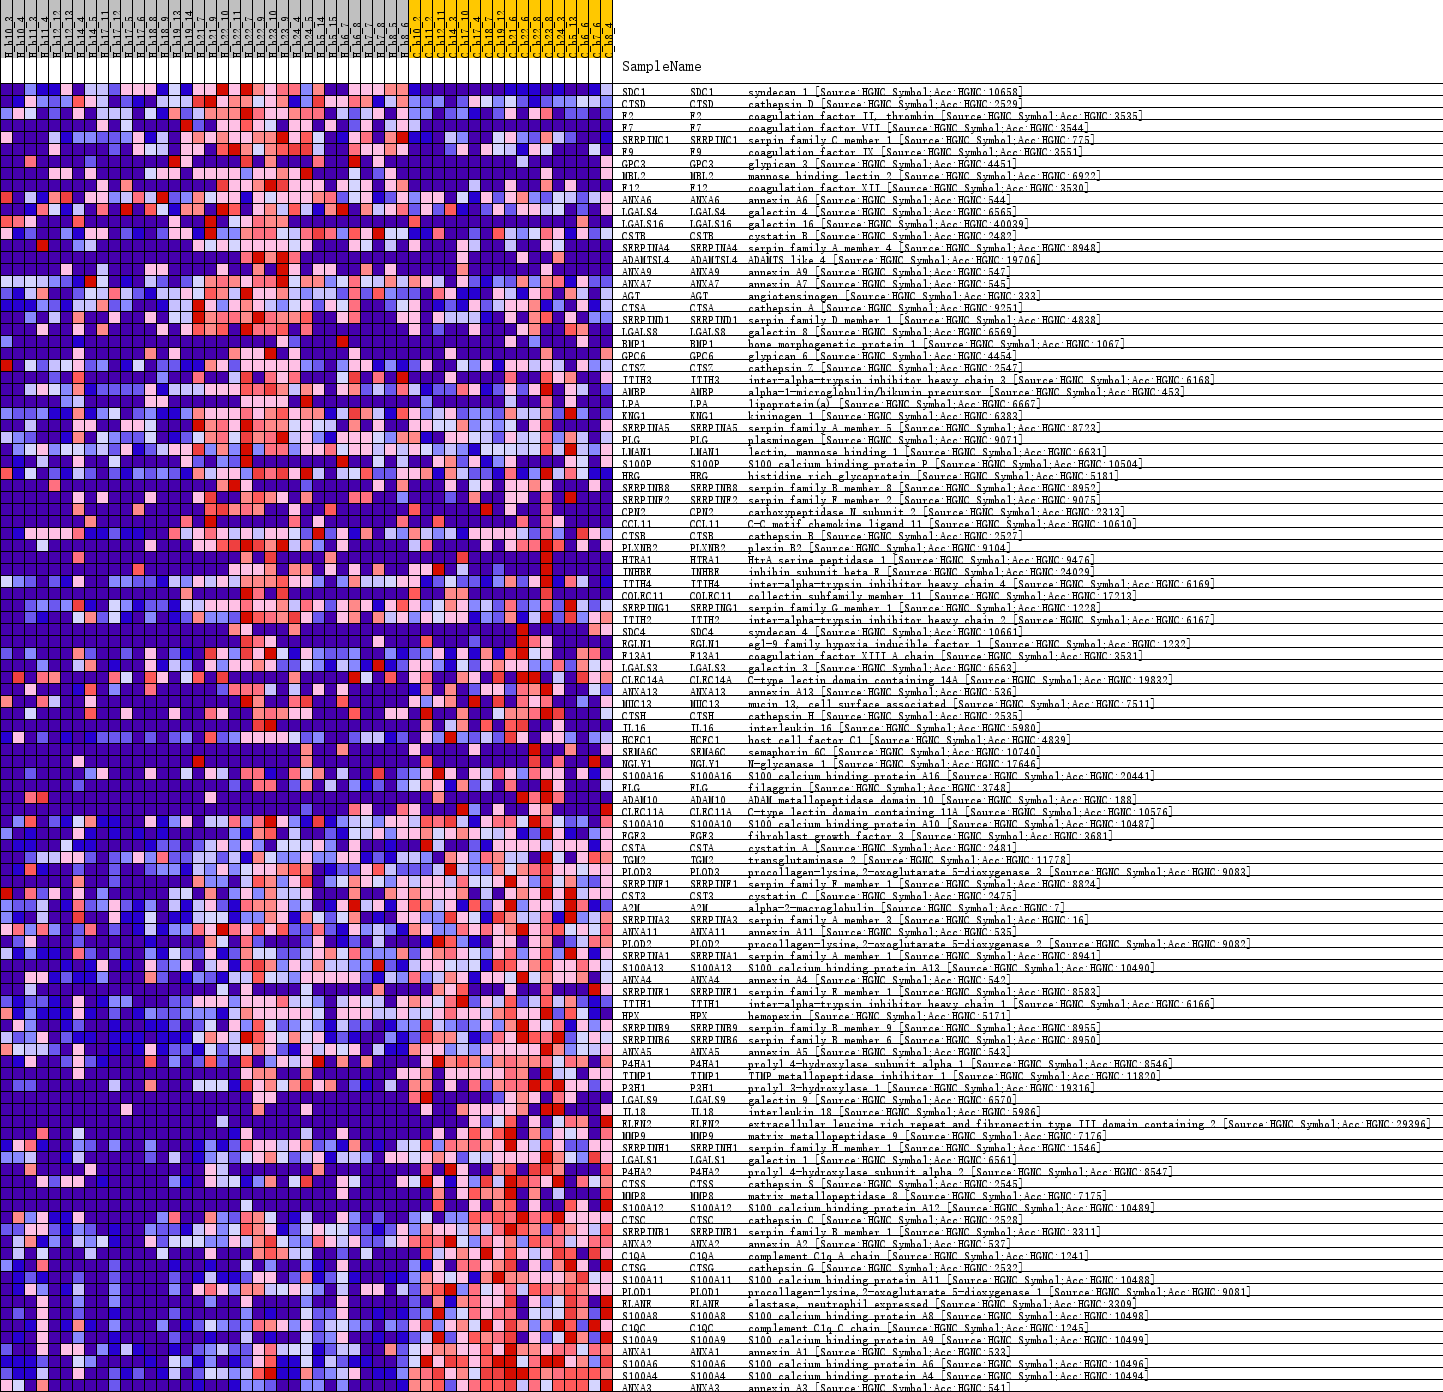 SampleName
SDC1 SDC1 syndecan 1 [Source:HGNC Symbol;Acc:HGNC:10658]
CTSD CTSD cathepsin D [Source:HGNC Symbol;Acc:HGNC:2529]
F2 F2 coagulation factor II, thrombin [Source:HGNC Symbol;Acc:HGNC:3535]
F7 F7 coagulation factor VII [Source:HGNC Symbol;Acc:HGNC:3544]
SERPINC1 SERPINC1 serpin family C member 1 [Source:HGNC Symbol;Acc:HGNC:775]
F9 F9 coagulation factor IX [Source:HGNC Symbol;Acc:HGNC:3551]
GPC3 GPC3 glypican 3 [Source:HGNC Symbol;Acc:HGNC:4451]
MBL2 MBL2 mannose binding lectin 2 [Source:HGNC Symbol;Acc:HGNC:6922]
F12 F12 coagulation factor XII [Source:HGNC Symbol;Acc:HGNC:3530]
ANXA6 ANXA6 annexin A6 [Source:HGNC Symbol;Acc:HGNC:544]
LGALS4 LGALS4 galectin 4 [Source:HGNC Symbol;Acc:HGNC:6565]
LGALS16 LGALS16 galectin 16 [Source:HGNC Symbol;Acc:HGNC:40039]
CSTB CSTB cystatin B [Source:HGNC Symbol;Acc:HGNC:2482]
SERPINA4 SERPINA4 serpin family A member 4 [Source:HGNC Symbol;Acc:HGNC:8948]
ADAMTSL4 ADAMTSL4 ADAMTS like 4 [Source:HGNC Symbol;Acc:HGNC:19706]
ANXA9 ANXA9 annexin A9 [Source:HGNC Symbol;Acc:HGNC:547]
ANXA7 ANXA7 annexin A7 [Source:HGNC Symbol;Acc:HGNC:545]
AGT AGT angiotensinogen [Source:HGNC Symbol;Acc:HGNC:333]
CTSA CTSA cathepsin A [Source:HGNC Symbol;Acc:HGNC:9251]
SERPIND1 SERPIND1 serpin family D member 1 [Source:HGNC Symbol;Acc:HGNC:4838]
LGALS8 LGALS8 galectin 8 [Source:HGNC Symbol;Acc:HGNC:6569]
BMP1 BMP1 bone morphogenetic protein 1 [Source:HGNC Symbol;Acc:HGNC:1067]
GPC6 GPC6 glypican 6 [Source:HGNC Symbol;Acc:HGNC:4454]
CTSZ CTSZ cathepsin Z [Source:HGNC Symbol;Acc:HGNC:2547]
ITIH3 ITIH3 inter-alpha-trypsin inhibitor heavy chain 3 [Source:HGNC Symbol;Acc:HGNC:6168]
AMBP AMBP alpha-1-microglobulin/bikunin precursor [Source:HGNC Symbol;Acc:HGNC:453]
LPA LPA lipoprotein(a) [Source:HGNC Symbol;Acc:HGNC:6667]
KNG1 KNG1 kininogen 1 [Source:HGNC Symbol;Acc:HGNC:6383]
SERPINA5 SERPINA5 serpin family A member 5 [Source:HGNC Symbol;Acc:HGNC:8723]
PLG PLG plasminogen [Source:HGNC Symbol;Acc:HGNC:9071]
LMAN1 LMAN1 lectin, mannose binding 1 [Source:HGNC Symbol;Acc:HGNC:6631]
S100P S100P S100 calcium binding protein P [Source:HGNC Symbol;Acc:HGNC:10504]
HRG HRG histidine rich glycoprotein [Source:HGNC Symbol;Acc:HGNC:5181]
SERPINB8 SERPINB8 serpin family B member 8 [Source:HGNC Symbol;Acc:HGNC:8952]
SERPINF2 SERPINF2 serpin family F member 2 [Source:HGNC Symbol;Acc:HGNC:9075]
CPN2 CPN2 carboxypeptidase N subunit 2 [Source:HGNC Symbol;Acc:HGNC:2313]
CCL11 CCL11 C-C motif chemokine ligand 11 [Source:HGNC Symbol;Acc:HGNC:10610]
CTSB CTSB cathepsin B [Source:HGNC Symbol;Acc:HGNC:2527]
PLXNB2 PLXNB2 plexin B2 [Source:HGNC Symbol;Acc:HGNC:9104]
HTRA1 HTRA1 HtrA serine peptidase 1 [Source:HGNC Symbol;Acc:HGNC:9476]
INHBE INHBE inhibin subunit beta E [Source:HGNC Symbol;Acc:HGNC:24029]
ITIH4 ITIH4 inter-alpha-trypsin inhibitor heavy chain 4 [Source:HGNC Symbol;Acc:HGNC:6169]
COLEC11 COLEC11 collectin subfamily member 11 [Source:HGNC Symbol;Acc:HGNC:17213]
SERPING1 SERPING1 serpin family G member 1 [Source:HGNC Symbol;Acc:HGNC:1228]
ITIH2 ITIH2 inter-alpha-trypsin inhibitor heavy chain 2 [Source:HGNC Symbol;Acc:HGNC:6167]
SDC4 SDC4 syndecan 4 [Source:HGNC Symbol;Acc:HGNC:10661]
EGLN1 EGLN1 egl-9 family hypoxia inducible factor 1 [Source:HGNC Symbol;Acc:HGNC:1232]
F13A1 F13A1 coagulation factor XIII A chain [Source:HGNC Symbol;Acc:HGNC:3531]
LGALS3 LGALS3 galectin 3 [Source:HGNC Symbol;Acc:HGNC:6563]
CLEC14A CLEC14A C-type lectin domain containing 14A [Source:HGNC Symbol;Acc:HGNC:19832]
ANXA13 ANXA13 annexin A13 [Source:HGNC Symbol;Acc:HGNC:536]
MUC13 MUC13 mucin 13, cell surface associated [Source:HGNC Symbol;Acc:HGNC:7511]
CTSH CTSH cathepsin H [Source:HGNC Symbol;Acc:HGNC:2535]
IL16 IL16 interleukin 16 [Source:HGNC Symbol;Acc:HGNC:5980]
HCFC1 HCFC1 host cell factor C1 [Source:HGNC Symbol;Acc:HGNC:4839]
SEMA6C SEMA6C semaphorin 6C [Source:HGNC Symbol;Acc:HGNC:10740]
NGLY1 NGLY1 N-glycanase 1 [Source:HGNC Symbol;Acc:HGNC:17646]
S100A16 S100A16 S100 calcium binding protein A16 [Source:HGNC Symbol;Acc:HGNC:20441]
FLG FLG filaggrin [Source:HGNC Symbol;Acc:HGNC:3748]
ADAM10 ADAM10 ADAM metallopeptidase domain 10 [Source:HGNC Symbol;Acc:HGNC:188]
CLEC11A CLEC11A C-type lectin domain containing 11A [Source:HGNC Symbol;Acc:HGNC:10576]
S100A10 S100A10 S100 calcium binding protein A10 [Source:HGNC Symbol;Acc:HGNC:10487]
FGF3 FGF3 fibroblast growth factor 3 [Source:HGNC Symbol;Acc:HGNC:3681]
CSTA CSTA cystatin A [Source:HGNC Symbol;Acc:HGNC:2481]
TGM2 TGM2 transglutaminase 2 [Source:HGNC Symbol;Acc:HGNC:11778]
PLOD3 PLOD3 procollagen-lysine,2-oxoglutarate 5-dioxygenase 3 [Source:HGNC Symbol;Acc:HGNC:9083]
SERPINF1 SERPINF1 serpin family F member 1 [Source:HGNC Symbol;Acc:HGNC:8824]
CST3 CST3 cystatin C [Source:HGNC Symbol;Acc:HGNC:2475]
A2M A2M alpha-2-macroglobulin [Source:HGNC Symbol;Acc:HGNC:7]
SERPINA3 SERPINA3 serpin family A member 3 [Source:HGNC Symbol;Acc:HGNC:16]
ANXA11 ANXA11 annexin A11 [Source:HGNC Symbol;Acc:HGNC:535]
PLOD2 PLOD2 procollagen-lysine,2-oxoglutarate 5-dioxygenase 2 [Source:HGNC Symbol;Acc:HGNC:9082]
SERPINA1 SERPINA1 serpin family A member 1 [Source:HGNC Symbol;Acc:HGNC:8941]
S100A13 S100A13 S100 calcium binding protein A13 [Source:HGNC Symbol;Acc:HGNC:10490]
ANXA4 ANXA4 annexin A4 [Source:HGNC Symbol;Acc:HGNC:542]
SERPINE1 SERPINE1 serpin family E member 1 [Source:HGNC Symbol;Acc:HGNC:8583]
ITIH1 ITIH1 inter-alpha-trypsin inhibitor heavy chain 1 [Source:HGNC Symbol;Acc:HGNC:6166]
HPX HPX hemopexin [Source:HGNC Symbol;Acc:HGNC:5171]
SERPINB9 SERPINB9 serpin family B member 9 [Source:HGNC Symbol;Acc:HGNC:8955]
SERPINB6 SERPINB6 serpin family B member 6 [Source:HGNC Symbol;Acc:HGNC:8950]
ANXA5 ANXA5 annexin A5 [Source:HGNC Symbol;Acc:HGNC:543]
P4HA1 P4HA1 prolyl 4-hydroxylase subunit alpha 1 [Source:HGNC Symbol;Acc:HGNC:8546]
TIMP1 TIMP1 TIMP metallopeptidase inhibitor 1 [Source:HGNC Symbol;Acc:HGNC:11820]
P3H1 P3H1 prolyl 3-hydroxylase 1 [Source:HGNC Symbol;Acc:HGNC:19316]
LGALS9 LGALS9 galectin 9 [Source:HGNC Symbol;Acc:HGNC:6570]
IL18 IL18 interleukin 18 [Source:HGNC Symbol;Acc:HGNC:5986]
ELFN2 ELFN2 extracellular leucine rich repeat and fibronectin type III domain containing 2 [Source:HGNC Symbol;Acc:HGNC:29396]
MMP9 MMP9 matrix metallopeptidase 9 [Source:HGNC Symbol;Acc:HGNC:7176]
SERPINH1 SERPINH1 serpin family H member 1 [Source:HGNC Symbol;Acc:HGNC:1546]
LGALS1 LGALS1 galectin 1 [Source:HGNC Symbol;Acc:HGNC:6561]
P4HA2 P4HA2 prolyl 4-hydroxylase subunit alpha 2 [Source:HGNC Symbol;Acc:HGNC:8547]
CTSS CTSS cathepsin S [Source:HGNC Symbol;Acc:HGNC:2545]
MMP8 MMP8 matrix metallopeptidase 8 [Source:HGNC Symbol;Acc:HGNC:7175]
S100A12 S100A12 S100 calcium binding protein A12 [Source:HGNC Symbol;Acc:HGNC:10489]
CTSC CTSC cathepsin C [Source:HGNC Symbol;Acc:HGNC:2528]
SERPINB1 SERPINB1 serpin family B member 1 [Source:HGNC Symbol;Acc:HGNC:3311]
ANXA2 ANXA2 annexin A2 [Source:HGNC Symbol;Acc:HGNC:537]
C1QA C1QA complement C1q A chain [Source:HGNC Symbol;Acc:HGNC:1241]
CTSG CTSG cathepsin G [Source:HGNC Symbol;Acc:HGNC:2532]
S100A11 S100A11 S100 calcium binding protein A11 [Source:HGNC Symbol;Acc:HGNC:10488]
PLOD1 PLOD1 procollagen-lysine,2-oxoglutarate 5-dioxygenase 1 [Source:HGNC Symbol;Acc:HGNC:9081]
ELANE ELANE elastase, neutrophil expressed [Source:HGNC Symbol;Acc:HGNC:3309]
S100A8 S100A8 S100 calcium binding protein A8 [Source:HGNC Symbol;Acc:HGNC:10498]
C1QC C1QC complement C1q C chain [Source:HGNC Symbol;Acc:HGNC:1245]
S100A9 S100A9 S100 calcium binding protein A9 [Source:HGNC Symbol;Acc:HGNC:10499]
ANXA1 ANXA1 annexin A1 [Source:HGNC Symbol;Acc:HGNC:533]
S100A6 S100A6 S100 calcium binding protein A6 [Source:HGNC Symbol;Acc:HGNC:10496]
S100A4 S100A4 S100 calcium binding protein A4 [Source:HGNC Symbol;Acc:HGNC:10494]
ANXA3 ANXA3 annexin A3 [Source:HGNC Symbol;Acc:HGNC:541]